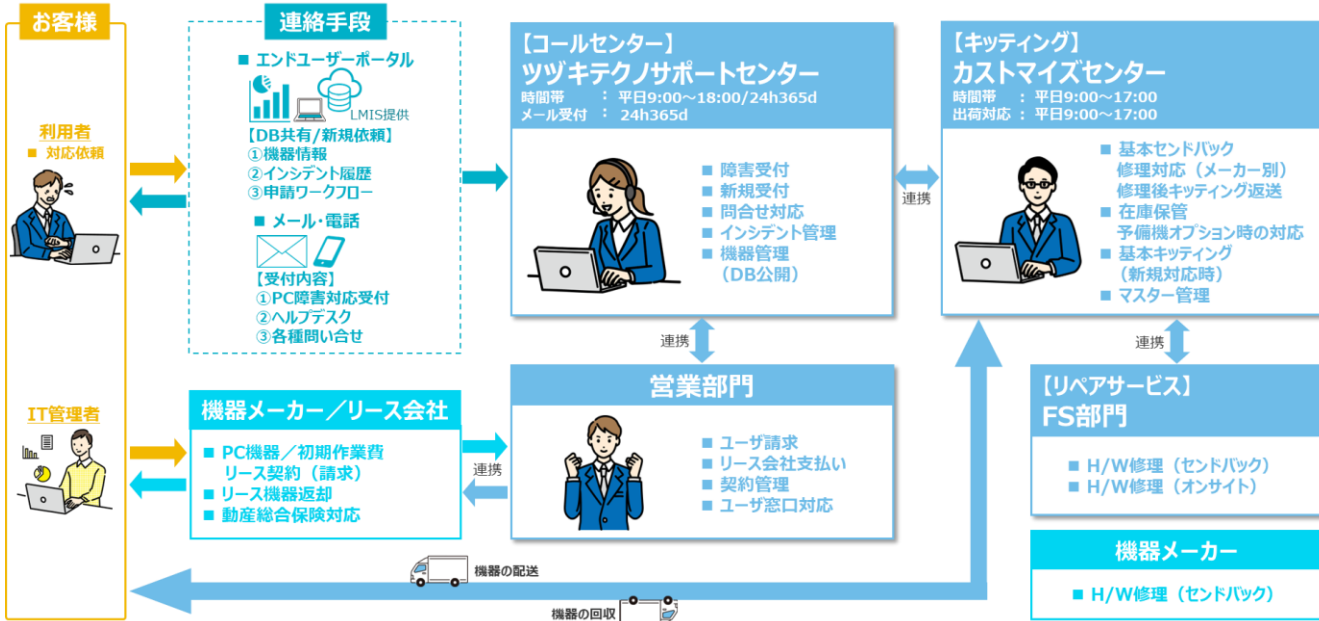 お客様
利用者
■ 対応依頼
IT管理者
連絡手段
■ エンドユーザーポータル
LMIS提供
【DB共有/新規依頼】
①機器情報
②インシデント履歴
③申請ワークフロー
■ メール・電話
【受付内容】
①PC障害対応受付
②ヘルプデスク
③各種問い合せ
【コールセンター】
ツヅキテクノサポートセンター
時間帯 : 平日9:00～18:00/24h365d
メール受付 : 24h365d
■ 障害受付
■ 新規受付
■ 問合せ対応
■ インシデント管理
■ 機器管理
（DB公開）
連携
【キッティング】
カストマイズセンター
時間帯 : 平日9:00～17:00
出荷対応 : 平日9:00～17:00
■ 基本センドバック
修理対応（メーカー別）
修理後キッティング返送
■ 在庫保管
予備機オプション時の対応
■ 基本キッティング
（新規対応時）
■ マスター管理
連携
連携
機器メーカー／リース会社
■ PC機器／初期作業費
リース契約（請求）
■ リース機器返却
■ 動産総合保険対応
連携
営業部門
■ ユーザ請求
■ リース会社支払い
■ 契約管理
■ ユーザ窓口対応
【リペアサービス】
FS部門
■ H/W修理（センドバック）
■ H/W修理（オンサイト）
機器メーカー
■ H/W修理（センドバック）
機器の配送
機器の回収